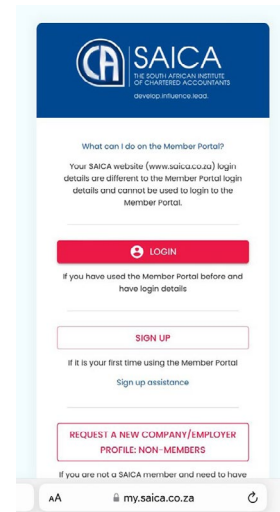 CA
SAICA
THE SOUTH AFRICAN INSTITUTE
OF CHARTERED ACCOUNTANTS
develop.influence.lead.
What can I do on the Member Portal?
Your SAICA website (www.saica.co.za) login
details are different to the Member Portal login
details and cannot be used to login to the
Member Portal.
LOGIN
If you have used the Member Portal before and
have login details
SIGN UP
If it is your first time using the Member Portal
Sign up assistance
REQUEST A NEW COMPANY/EMPLOYER
PROFILE: NON-MEMBERS
If you are not a SAICA member and need to have
AA
my.saica.co.za